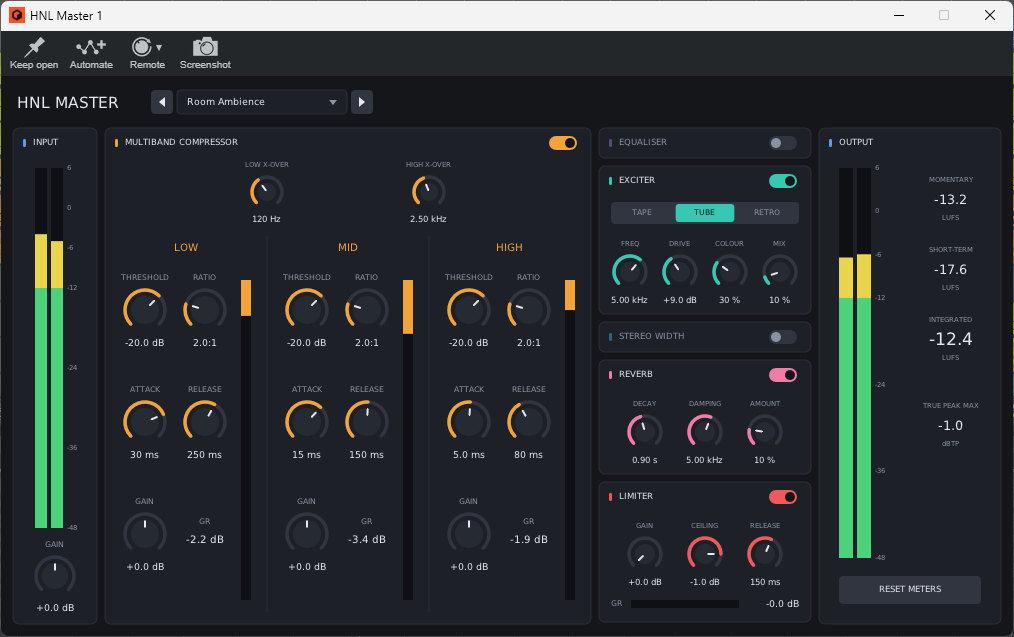 HNL Master 1
Keep open Automate Remote Screenshot
HNL MASTER Room Ambience
INPUT
6
0
-6
-12
-24
-36
-48
GAIN
+0.0 dB
MULTIBAND COMPRESSOR
LOW X-OVER HIGH X-OVER
120 Hz 2.50 kHz
LOW MID HIGH
THRESHOLD RATIO THRESHOLD RATIO THRESHOLD RATIO
-20.0 dB 2.0:1 -20.0 dB 2.0:1 -20.0 dB 2.0:1
ATTACK RELEASE ATTACK RELEASE ATTACK RELEASE
30 ms 250 ms 15 ms 150 ms 5.0 ms 80 ms
GAIN GAIN GAIN
GR GR GR
-2.2 dB -3.4 dB -1.9 dB
+0.0 dB +0.0 dB +0.0 dB
EQUALISER
EXCITER
TAPE TUBE RETRO
FREQ DRIVE COLOUR MIX
5.00 kHz +9.0 dB 30 % 10 %
STEREO WIDTH
REVERB
DECAY DAMPING AMOUNT
0.90 s 5.00 kHz 10 %
LIMITER
GAIN CEILING RELEASE
+0.0 dB -1.0 dB 150 ms
GR -0.0 dB
OUTPUT
6
0
-6
-12
-24
-36
-48
MOMENTARY
-13.2
LUFS
SHORT-TERM
-17.6
LUFS
INTEGRATED
-12.4
LUFS
TRUE PEAK MAX
-1.0
dBTP
RESET METERS